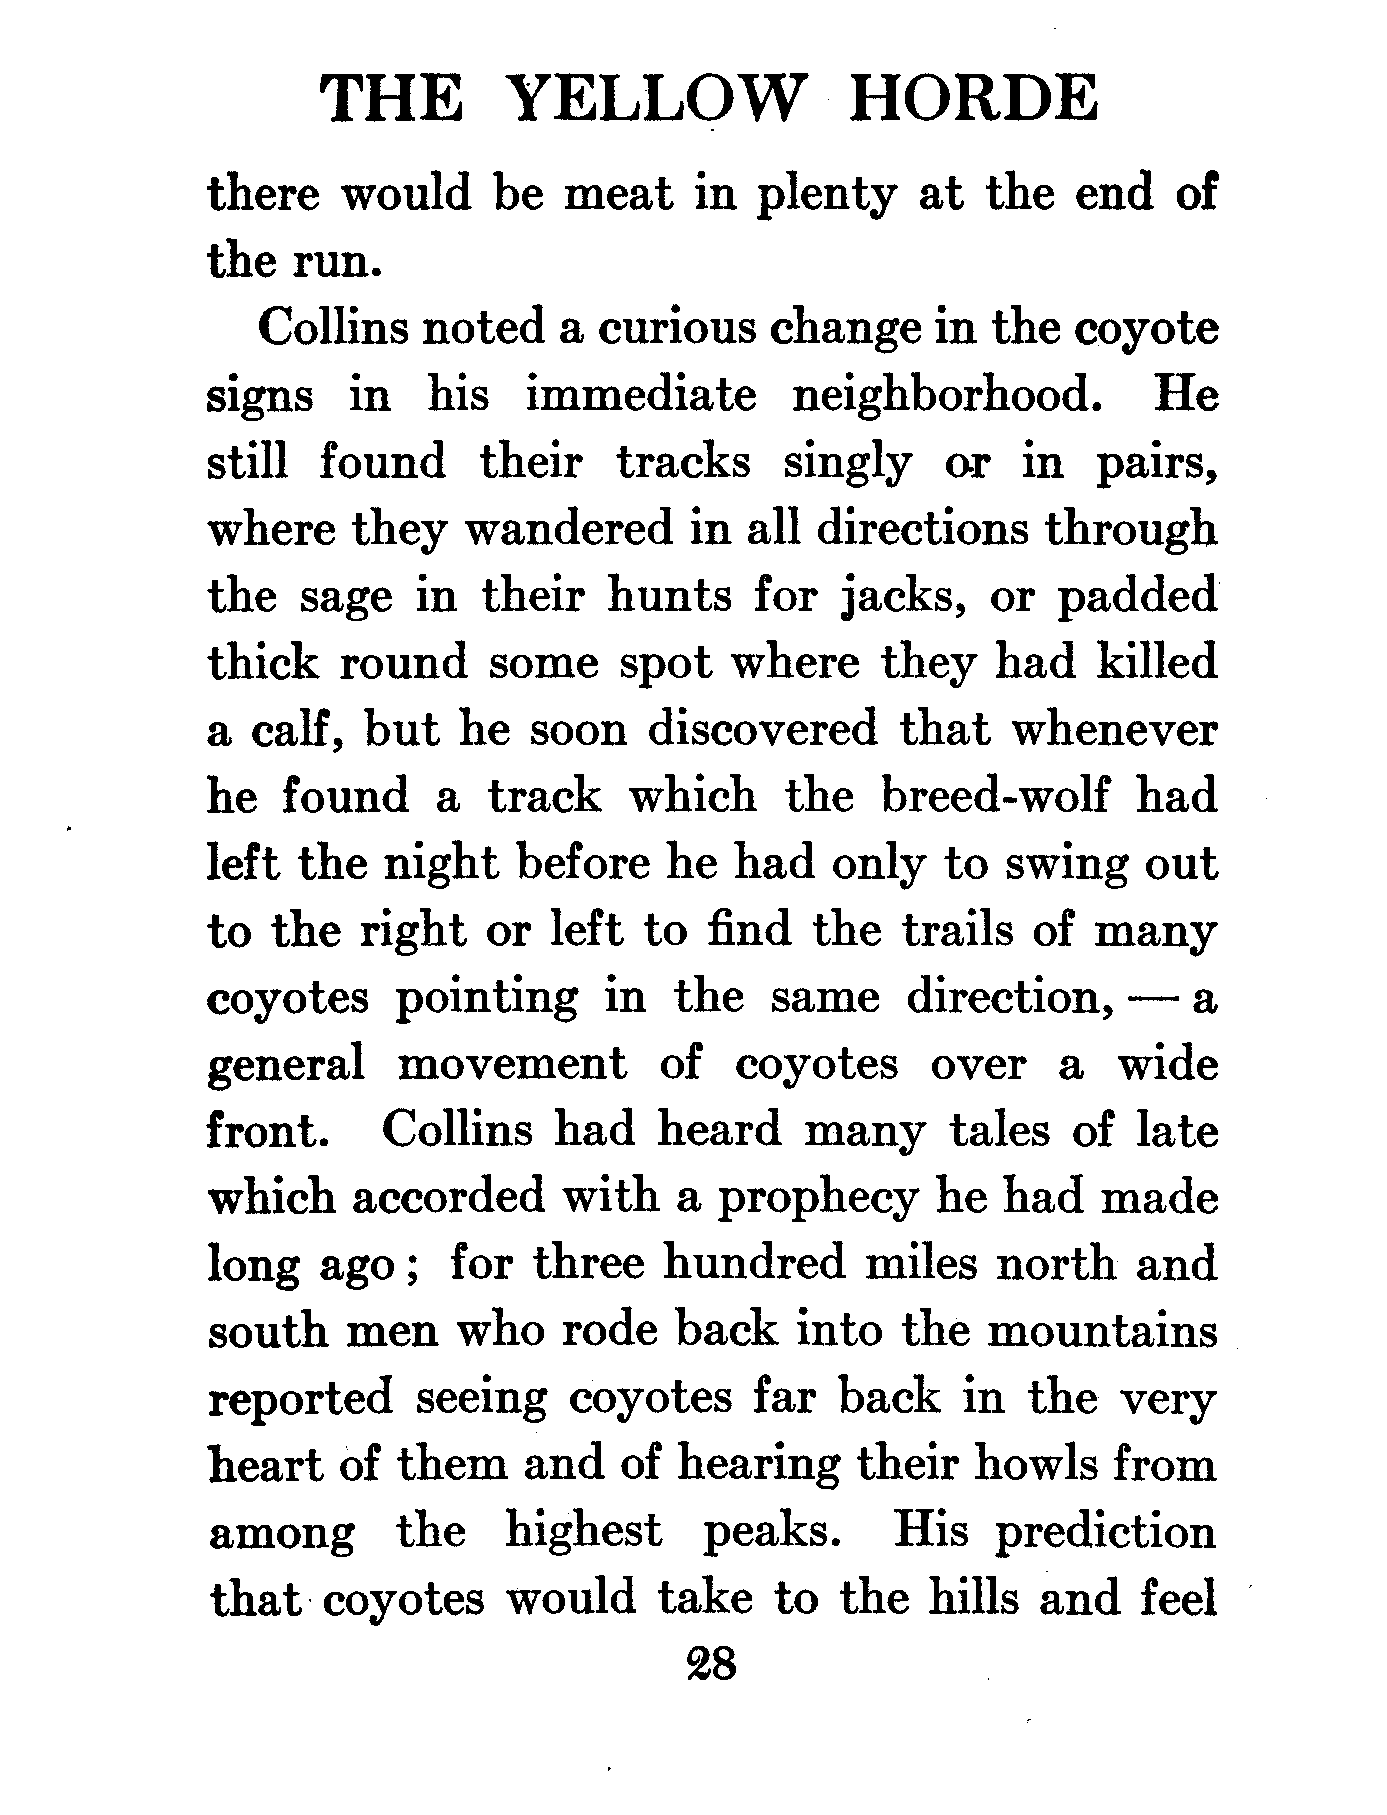 THE YELLOW HORDE
there would be meat in plenty at the end of
the run.
Collins noted a curious change in the coyote
signs in his immediate neighborhood. He
still found their tracks singly or in pairs,
where they wandered in all directions through
the sage in their hunts for jacks, or padded
thick round some spot where they had killed
a calf, but he soon discovered that whenever
he found a track which the breed-wolf had
left the night before he had only to swing out
to the right or left to find the trails of many
coyotes pointing in the same direction, — a
general movement of coyotes over a wide
front. Collins had heard many tales of late
which accorded with a prophecy he had made
long ago; for three hundred miles north and
south men who rode back into the mountains
reported seeing coyotes far back in the very
heart of them and of hearing their howls from
among the highest peaks. His prediction
that coyotes would take to the hills and feel
28